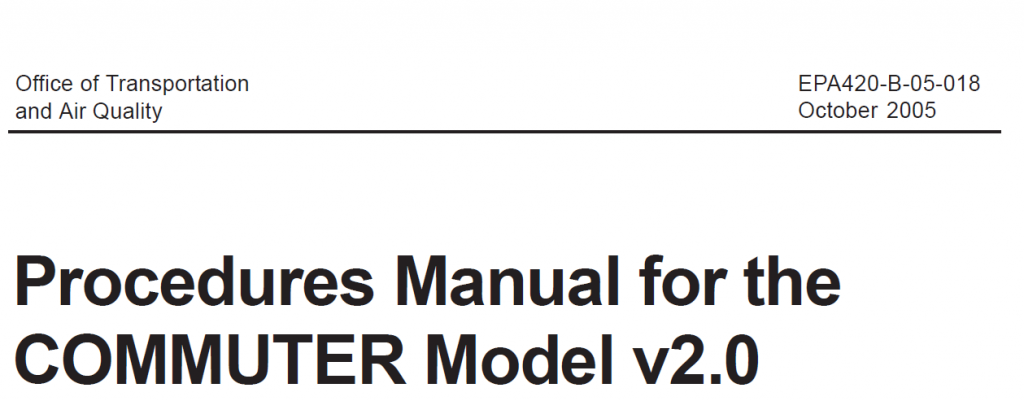 Office of Transportation
and Air Quality
EPA420-B-05-018
October 2005
Procedures Manual for the
COMMUTER Model v2.0